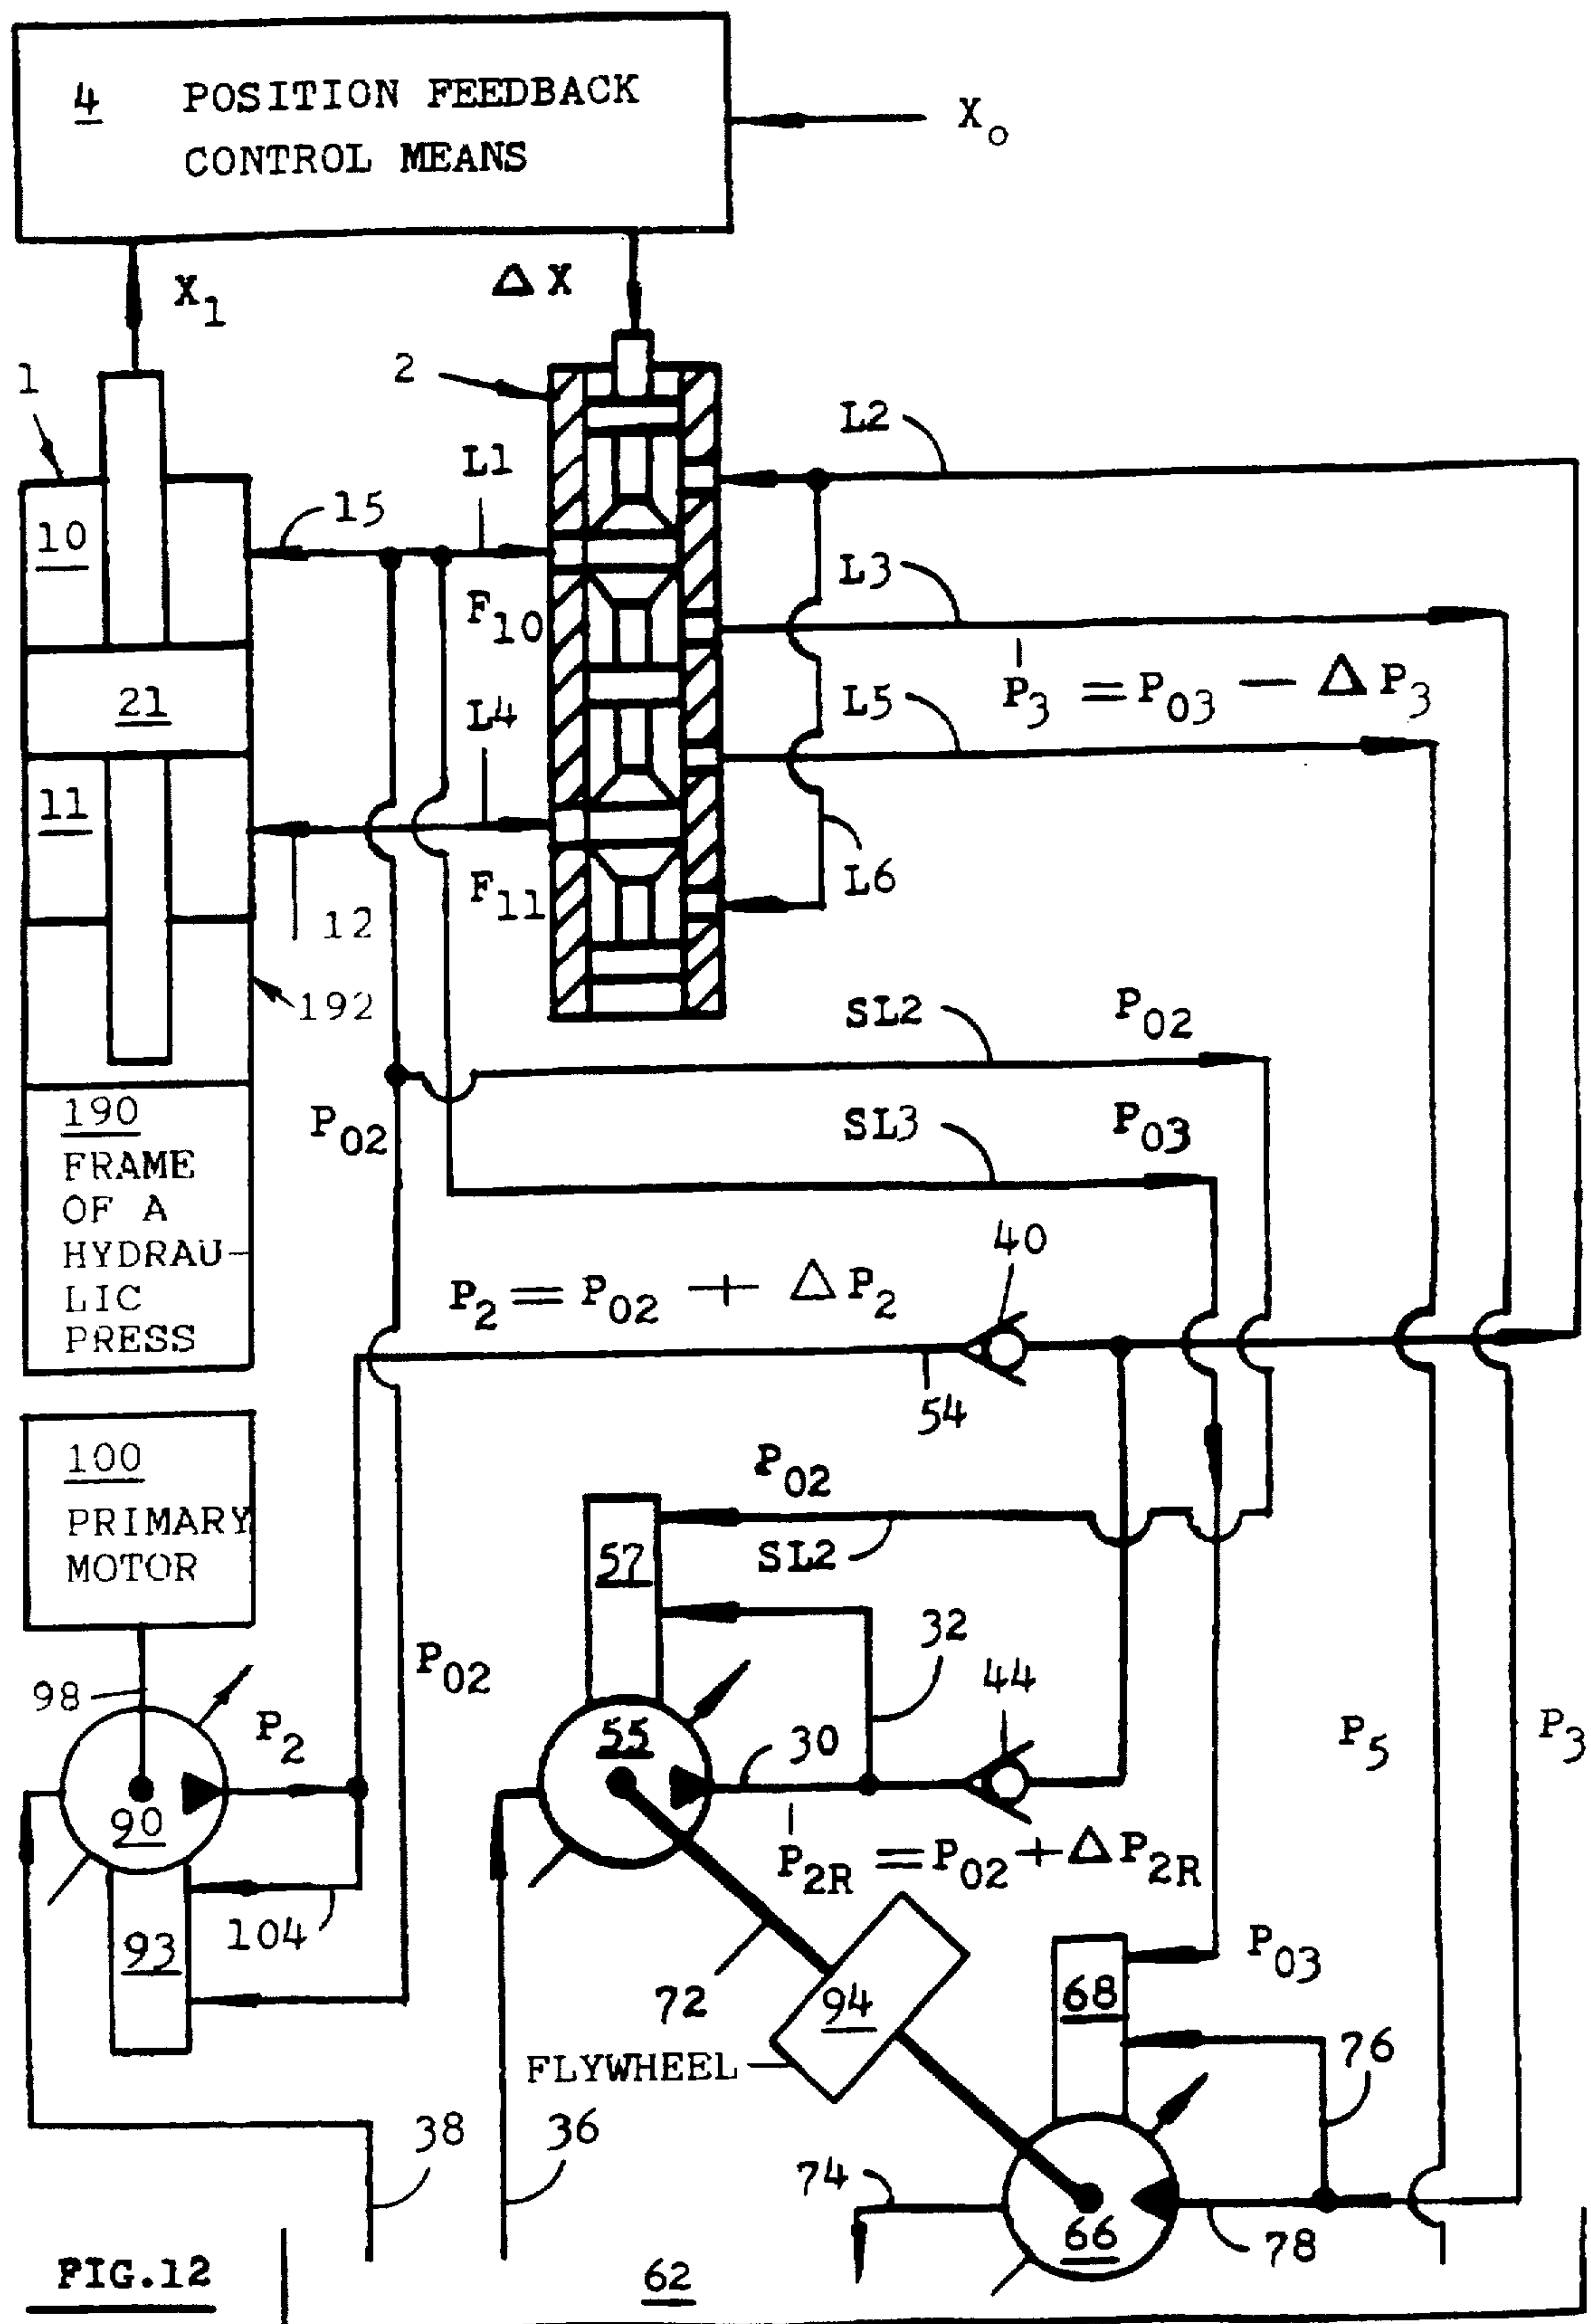 4 POSITION FEEDBACK
CONTROL MEANS
X₀
X₁
ΔX
1
2
L2
10
15
L1
L3
F₁₀
P₃ = P₀₃ — ΔP₃
21
L4
L5
11
F₁₁
L6
12
192
SL2
P₀₂
190
FRAME
OF A
HYDRAU-
LIC
PRESS
P₀₂
SL3
P₀₃
40
P₂ = P₀₂ + ΔP₂
54
100
PRIMARY
MOTOR
P₀₂
57
SL2
98
P₀₂
32
44
P₂
55
30
P₅
P₃
90
P₂R = P₀₂ + ΔP₂R
104
93
72
94
P₀₃
68
FLYWHEEL
76
38
36
74
66
78
FIG.12
62